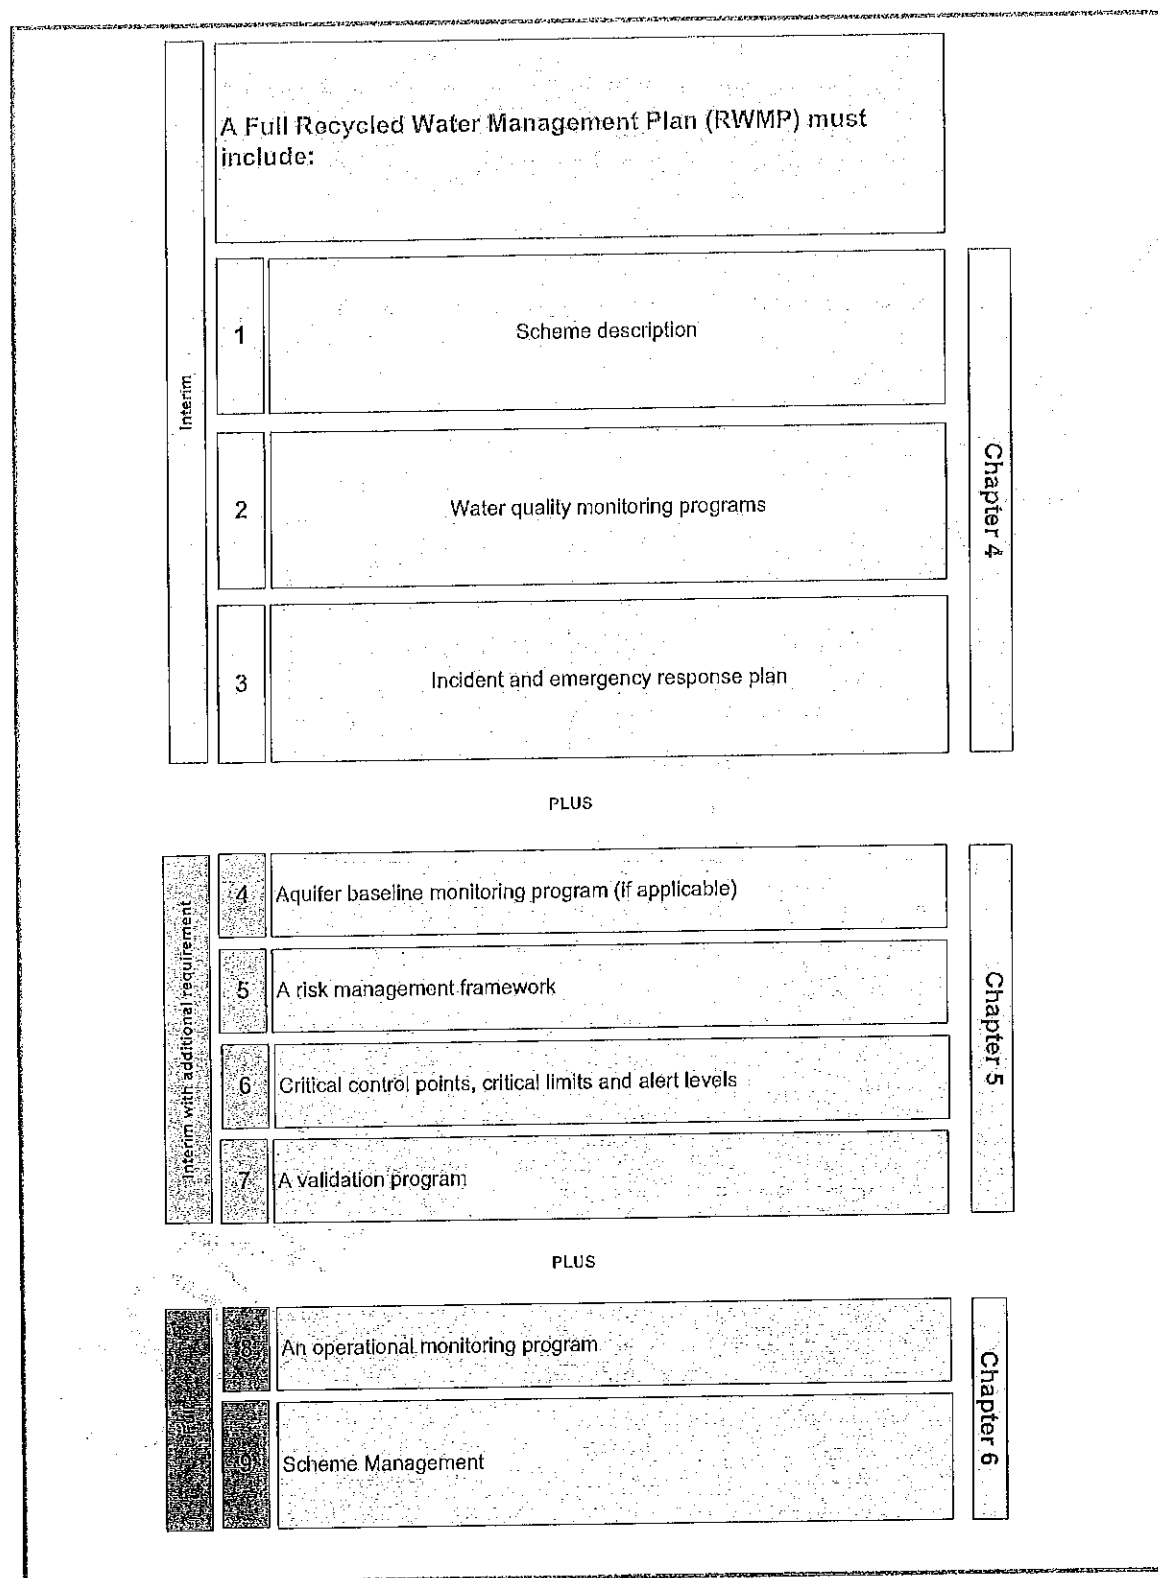 A Full Recycled Water Management Plan (RWMP) must
include:
Interim
1
Scheme description
2
Water quality monitoring programs
3
Incident and emergency response plan
Chapter 4
PLUS
Interim with additional requirement
4
Aquifer baseline monitoring program (if applicable)
5
A risk management framework
6
Critical control points, critical limits and alert levels
7
A validation program
Chapter 5
PLUS
8
An operational monitoring program
9
Scheme Management
Chapter 6